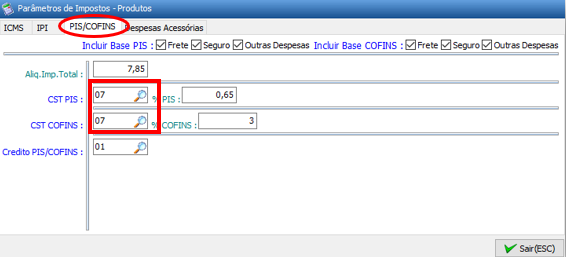 Parâmetros de Impostos - Produtos
ICMS IPI PIS/COFINS Despesas Acessórias
Incluir Base PIS : Frete Seguro Outras Despesas Incluir Base COFINS : Frete Seguro Outras Despesas
Aliq.Imp.Total : 7,85
CST PIS : 07 % PIS : 0,65
CST COFINS : 07 % COFINS : 3
Credito PIS/COFINS : 01
Sair(ESC)